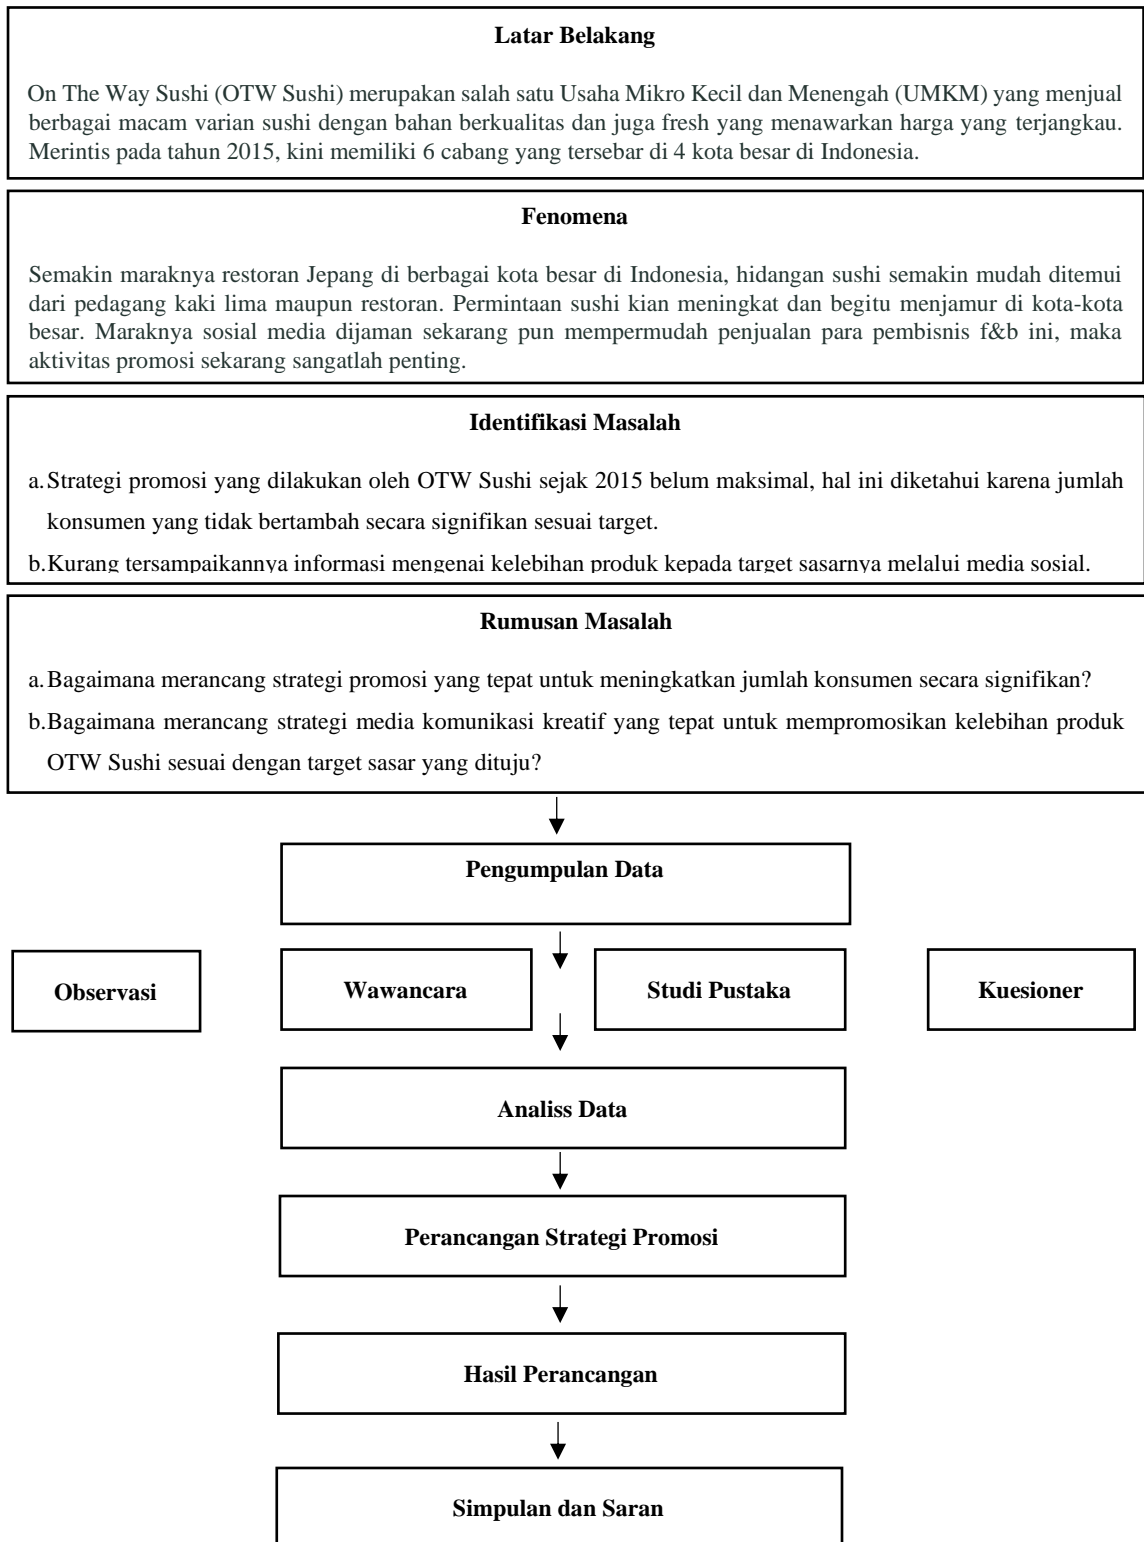 Latar Belakang
On The Way Sushi (OTW Sushi) merupakan salah satu Usaha Mikro Kecil dan Menengah (UMKM) yang menjual
berbagai macam varian sushi dengan bahan berkualitas dan juga fresh yang menawarkan harga yang terjangkau.
Merintis pada tahun 2015, kini memiliki 6 cabang yang tersebar di 4 kota besar di Indonesia.
Fenomena
Semakin maraknya restoran Jepang di berbagai kota besar di Indonesia, hidangan sushi semakin mudah ditemui
dari pedagang kaki lima maupun restoran. Permintaan sushi kian meningkat dan begitu menjamur di kota-kota
besar. Maraknya sosial media dijaman sekarang pun mempermudah penjualan para pembisnis f&b ini, maka
aktivitas promosi sekarang sangatlah penting.
Identifikasi Masalah
a. Strategi promosi yang dilakukan oleh OTW Sushi sejak 2015 belum maksimal, hal ini diketahui karena jumlah
konsumen yang tidak bertambah secara signifikan sesuai target.
b. Kurang tersampaikannya informasi mengenai kelebihan produk kepada target sasarnya melalui media sosial.
Rumusan Masalah
a. Bagaimana merancang strategi promosi yang tepat untuk meningkatkan jumlah konsumen secara signifikan?
b. Bagaimana merancang strategi media komunikasi kreatif yang tepat untuk mempromosikan kelebihan produk
OTW Sushi sesuai dengan target sasar yang dituju?
Pengumpulan Data
Observasi
Wawancara
Studi Pustaka
Kuesioner
Analiss Data
Perancangan Strategi Promosi
Hasil Perancangan
Simpulan dan Saran